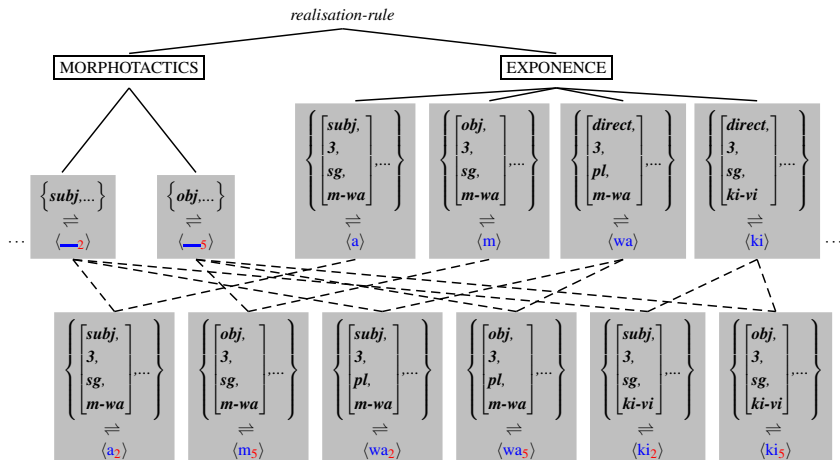 realisation-rule
MORPHOTACTICS EXPONENCE
{[subj, 3, sg, m-wa],...} ⇌ ⟨a⟩
{[obj, 3, sg, m-wa],...} ⇌ ⟨m⟩
{[direct, 3, pl, m-wa],...} ⇌ ⟨wa⟩
{[direct, 3, sg, ki-vi],...} ⇌ ⟨ki⟩
...
{subj,...} ⇌ ⟨__2⟩
{obj,...} ⇌ ⟨__5⟩
...
{[subj, 3, sg, m-wa],...} ⇌ ⟨a2⟩
{[obj, 3, sg, m-wa],...} ⇌ ⟨m5⟩
{[subj, 3, pl, m-wa],...} ⇌ ⟨wa2⟩
{[obj, 3, pl, m-wa],...} ⇌ ⟨wa5⟩
{[subj, 3, sg, ki-vi],...} ⇌ ⟨ki2⟩
{[obj, 3, sg, ki-vi],...} ⇌ ⟨ki5⟩